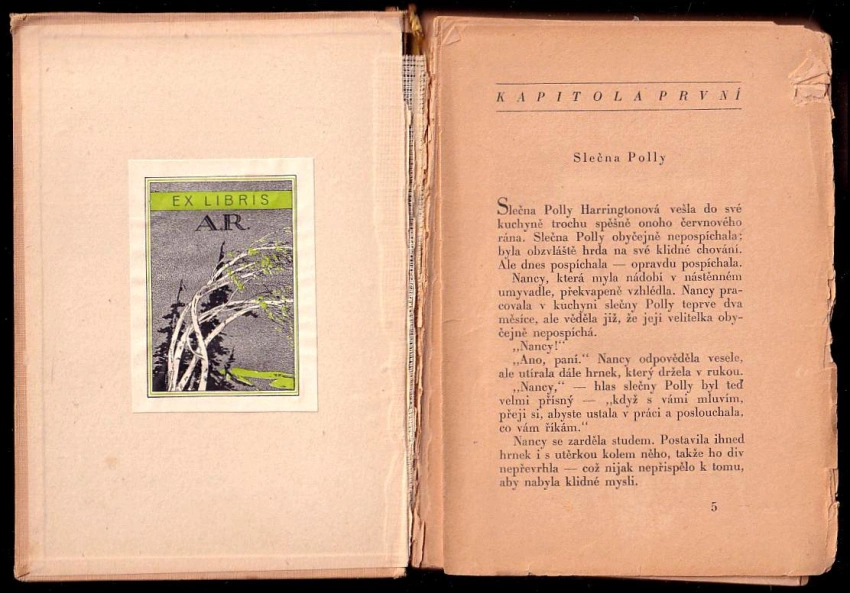 EX LIBRIS
A.R.
KAPITOLA PRVNÍ
Slečna Polly
Slečna Polly Harringtonová vešla do své
kuchyně trochu spěšně onoho červnového
rána. Slečna Polly obyčejně nepospíchala;
byla obzvláště hrda na své klidné chování.
Ale dnes pospíchala — opravdu pospíchala.
Nancy, která myla nádobí v nástěnném
umyvadle, překvapeně vzhlédla. Nancy pra-
covala v kuchyni slečny Polly teprve dva
měsíce, ale věděla již, že její velitelka oby-
čejně nepospíchá.
„Nancy!"
„Ano, paní." Nancy odpověděla vesele,
ale utírala dále hrnek, který držela v rukou.
„Nancy," — hlas slečny Polly byl teď
velmi přísný — „když s vámi mluvím,
přeji si, abyste ustala v práci a poslouchala,
co vám říkám."
Nancy se zarděla studem. Postavila ihned
hrnek i s utěrkou kolem něho, takže ho div
nepřevrhla — což nijak nepřispělo k tomu,
aby nabyla klidné mysli.
5